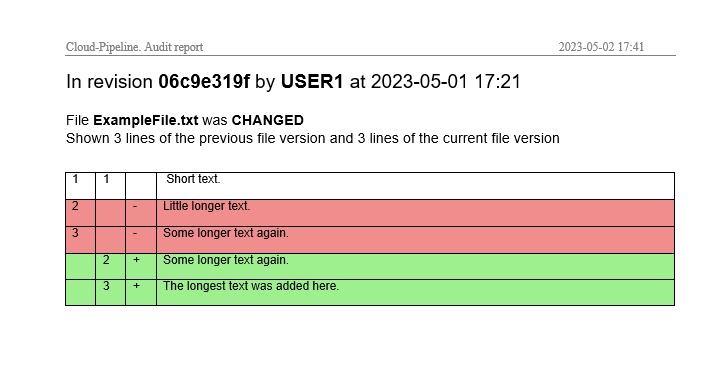 Cloud-Pipeline. Audit report 2023-05-02 17:41
In revision 06c9e319f by USER1 at 2023-05-01 17:21
File ExampleFile.txt was CHANGED
Shown 3 lines of the previous file version and 3 lines of the current file version
1 1 Short text.
2 - Little longer text.
3 - Some longer text again.
2 + Some longer text again.
3 + The longest text was added here.